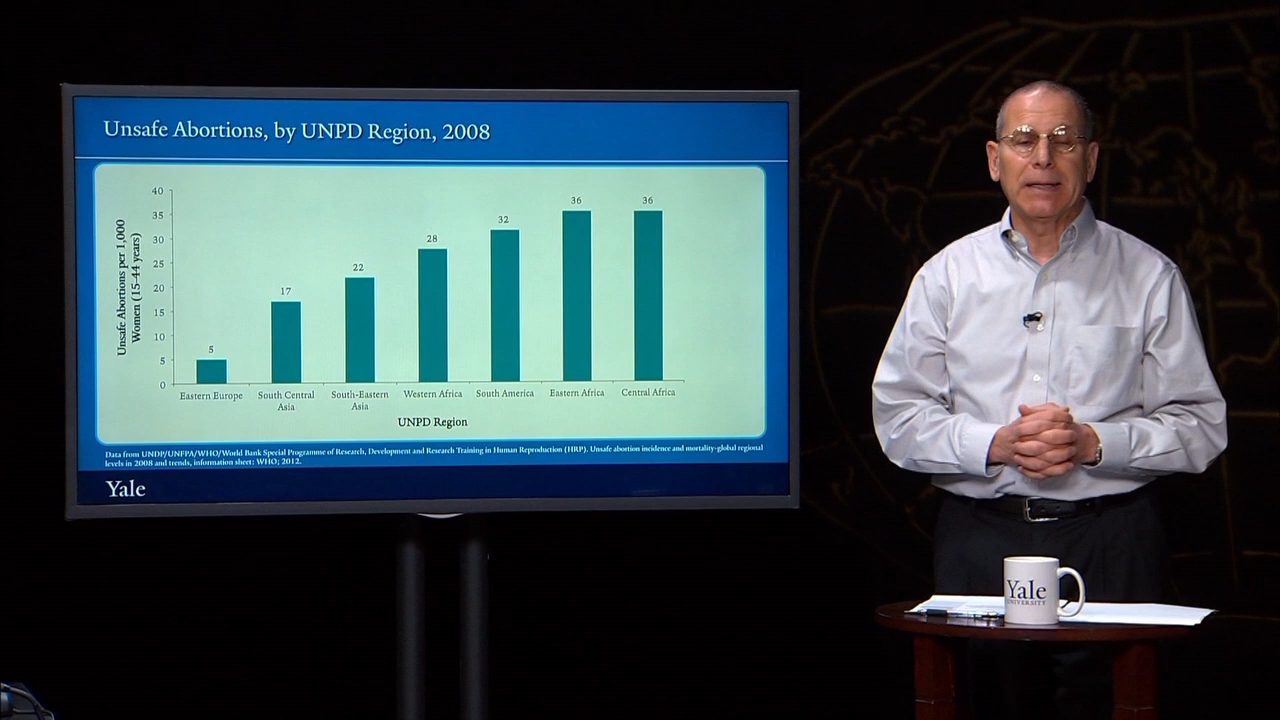 Unsafe Abortions, by UNPD Region, 2008
Unsafe Abortions per 1,000
Women (15-44 years)
40
35
30
25
20
15
10
5
0
5
17
22
28
32
36
36
Eastern Europe
South Central
Asia
South-Eastern
Asia
Western Africa
South America
Eastern Africa
Central Africa
UNPD Region
Data from UNDP/UNFPA/WHO/World Bank Special Programme of Research, Development and Research Training in Human Reproduction (HRP). Unsafe abortion incidence and mortality-global regional
levels in 2008 and trends, information sheet: WHO; 2012.
Yale
Yale
UNIVERSITY